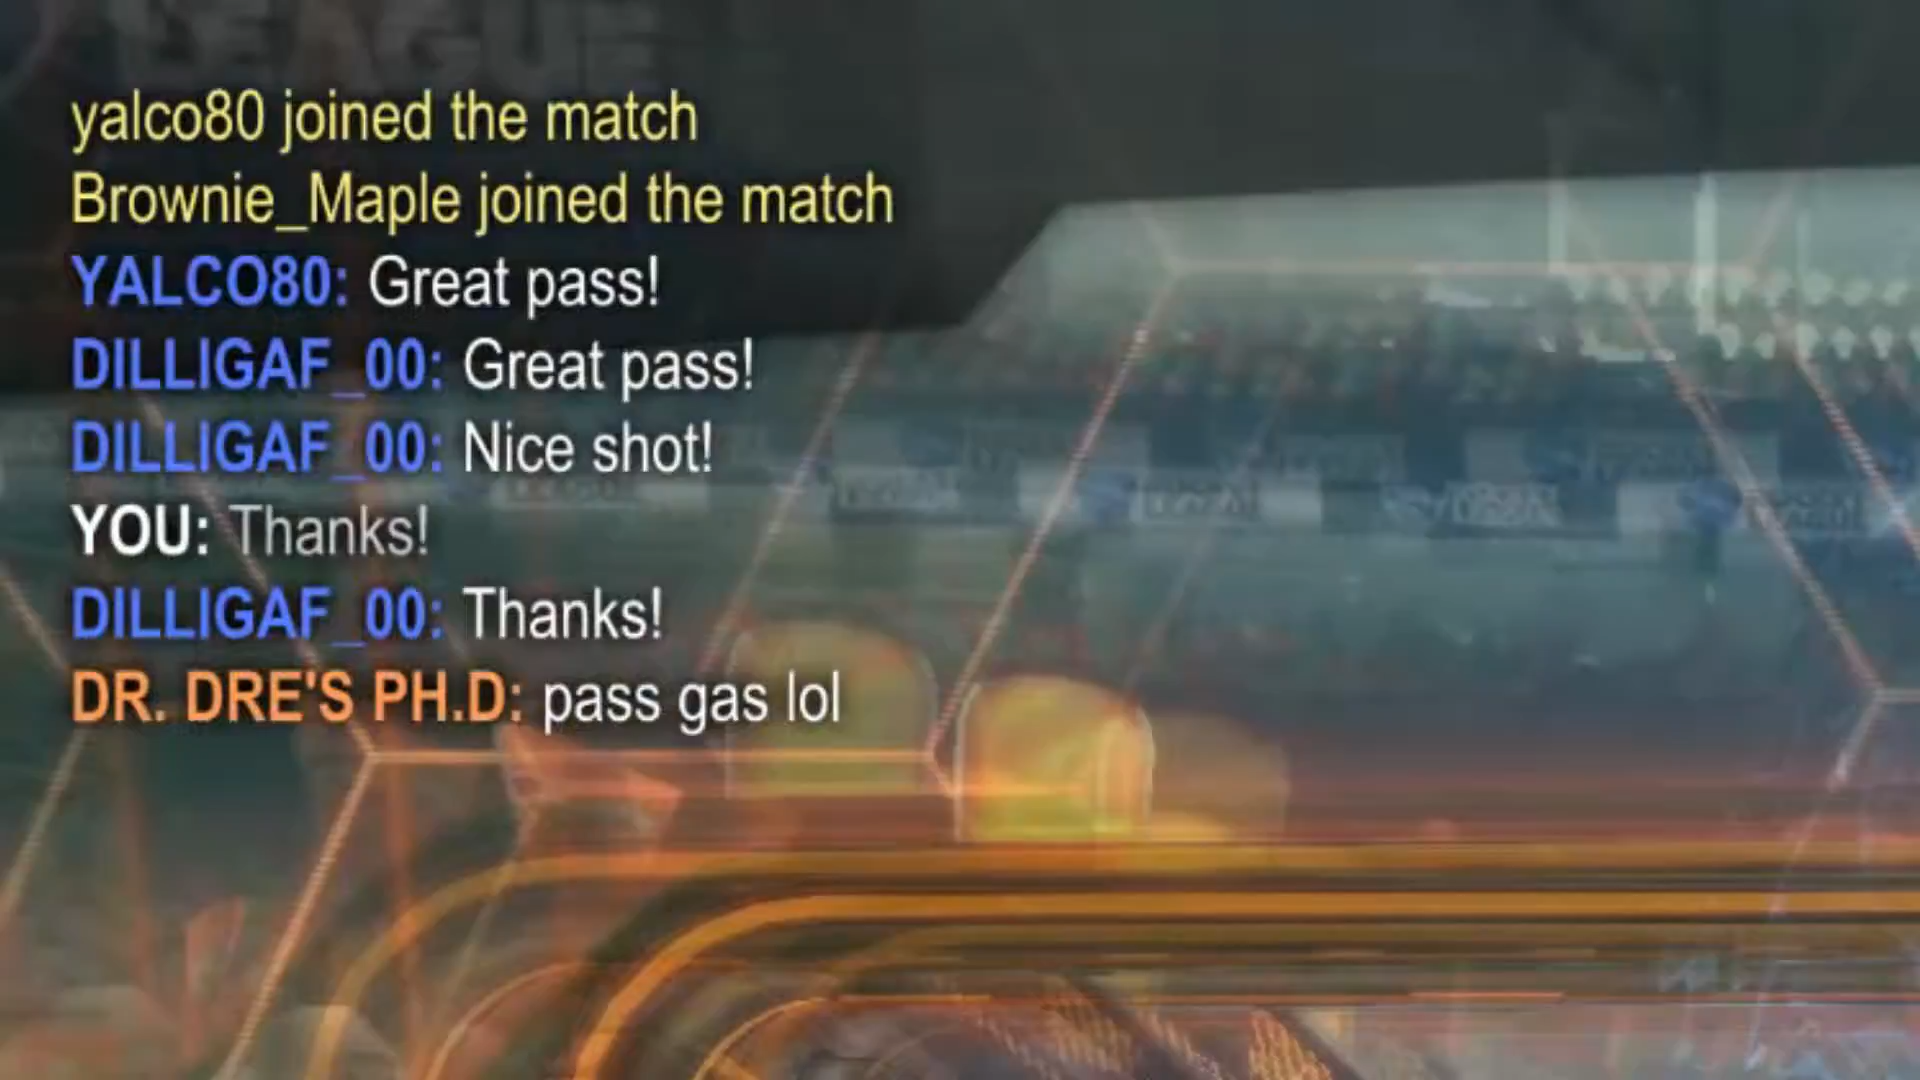 LEAGUE
yalco80 joined the match
Brownie_Maple joined the match
YALCO80: Great pass!
DILLIGAF_00: Great pass!
DILLIGAF_00: Nice shot!
YOU: Thanks!
DILLIGAF_00: Thanks!
DR. DRE'S PH.D: pass gas lol